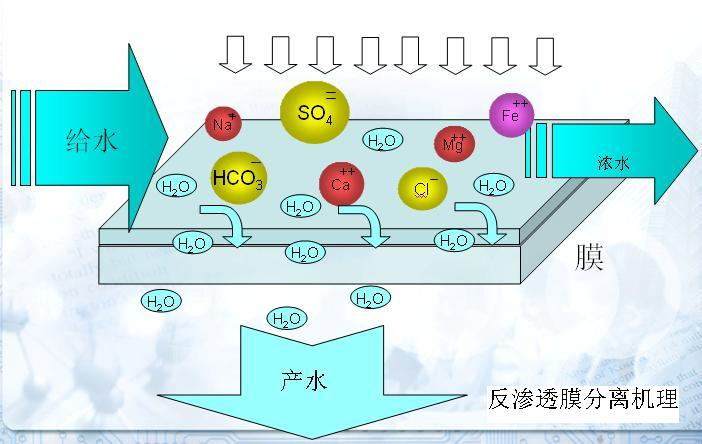 给水
Na+
SO4=
H2O
Mg++
Fe++
浓水
H2O
HCO3-
Ca++
H2O
Cl-
H2O
H2O
H2O
H2O
膜
H2O
H2O
H2O
产水
反渗透膜分离机理